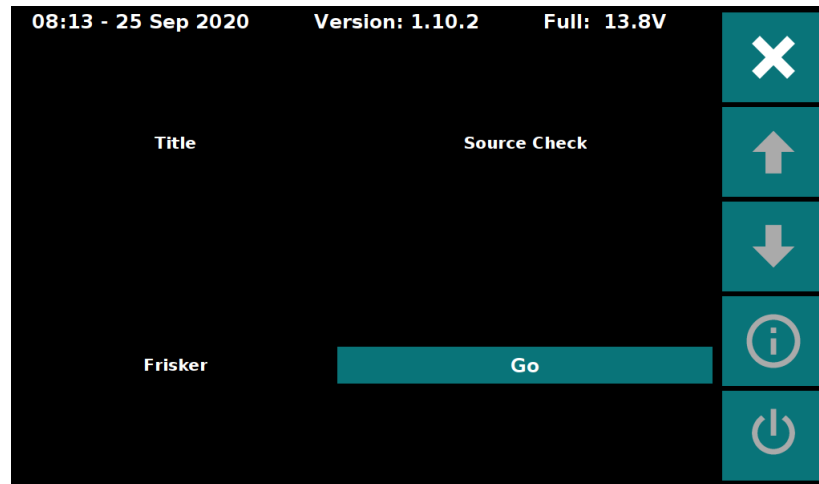 08:13 - 25 Sep 2020 Version: 1.10.2 Full: 13.8V
Title Source Check
Frisker Go